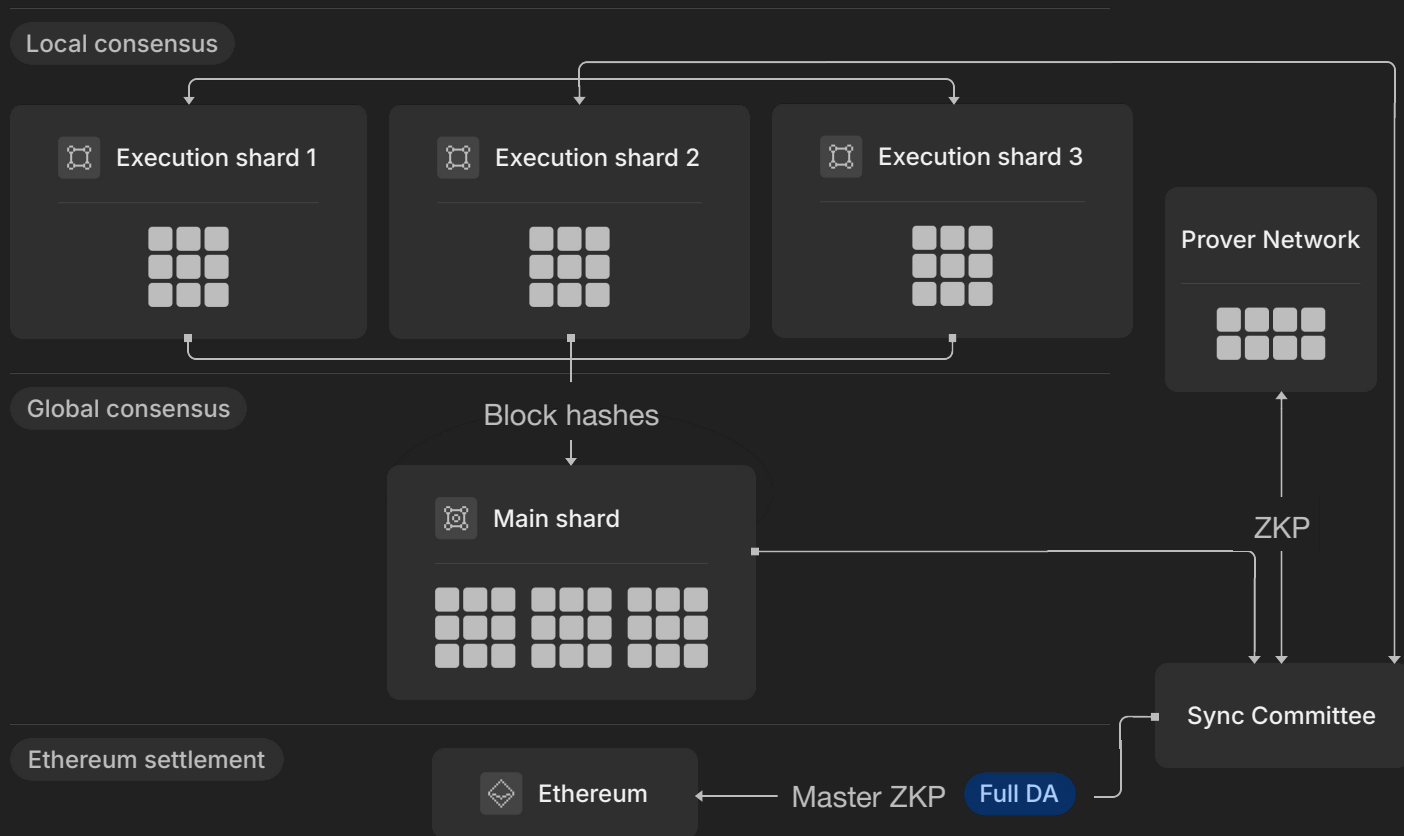 Local consensus
Execution shard 1
Execution shard 2
Execution shard 3
Prover Network
Global consensus
Block hashes
Main shard
ZKP
Sync Committee
Ethereum settlement
Ethereum
Master ZKP
Full DA